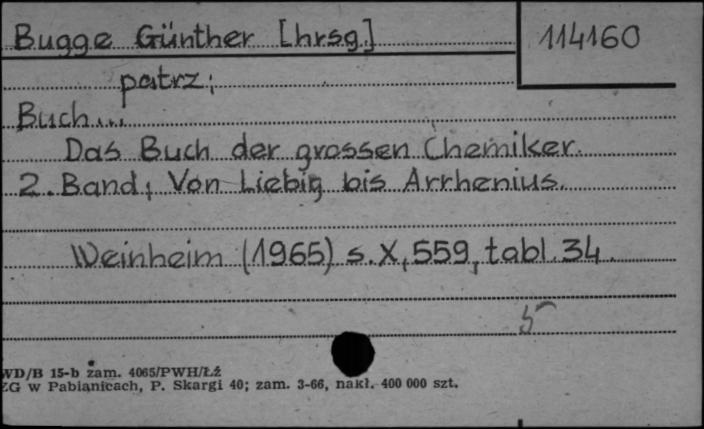 Bugge Günther [hrsg.]
114160
patrz:
Buch...
Das Buch der grossen Chemiker.
2. Band, Von Liebig bis Arrhenius.
Weinheim (1965) s. X, 559, tabl. 34.
WD/B 15-b zam. 4065/PWH/Łź
ZG w Pabianicach, P. Skargi 40; zam. 3-66, nakł. 400 000 szt.